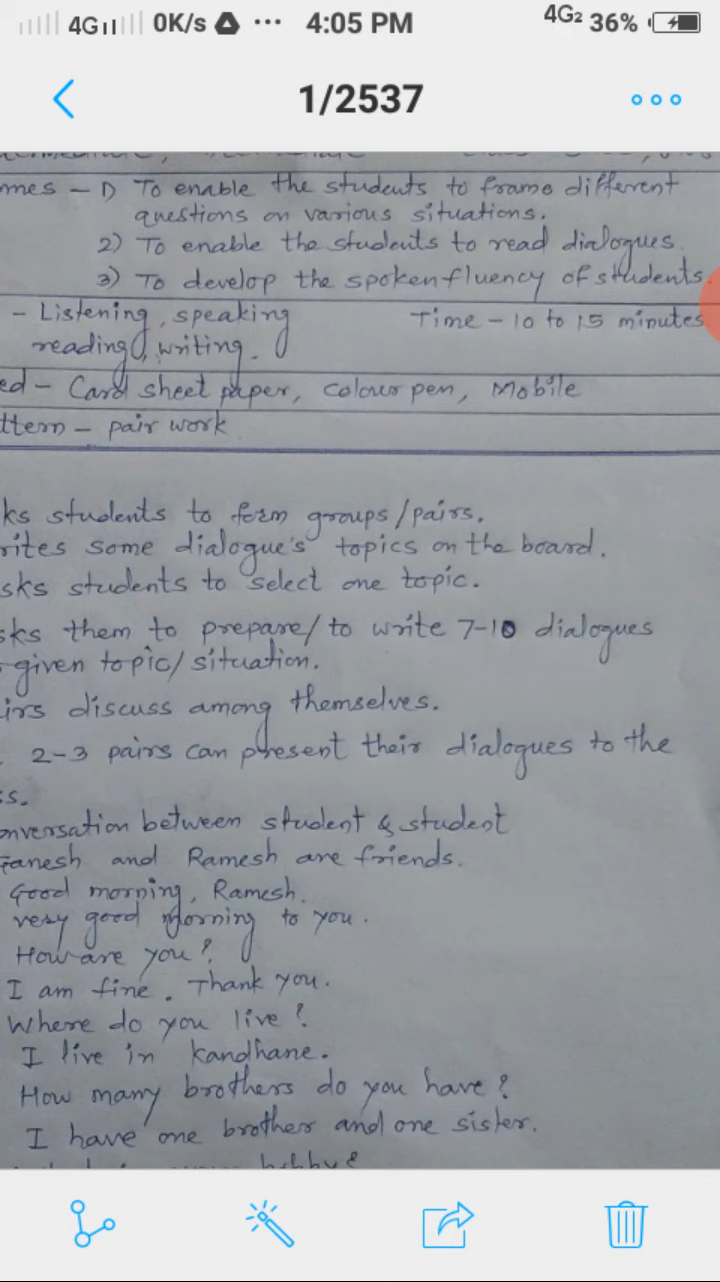 4G 0K/s ... 4:05 PM 4G2 36%
1/2537
mes - 1) To enable the students to frame different
questions on various situations.
2) To enable the students to read dialogues.
3) To develop the spoken fluency of students.
- Listening, speaking Time - 10 to 15 minutes
reading, writing.
ed - Card sheet paper, colour pen, Mobile
ttern - pair work
ks students to form groups/pairs.
rites some dialogue's topics on the board.
sks students to select one topic.
sks them to prepare/to write 7-10 dialogues
given topic/situation.
irs discuss among themselves.
2-3 pairs can present their dialogues to the
ss.
onversation between student & student
Ganesh and Ramesh are friends.
Good morning, Ramesh.
very good morning to you.
How are you?
I am fine. Thank you.
Where do you live?
I live in kandhane.
How many brothers do you have?
I have one brother and one sister.